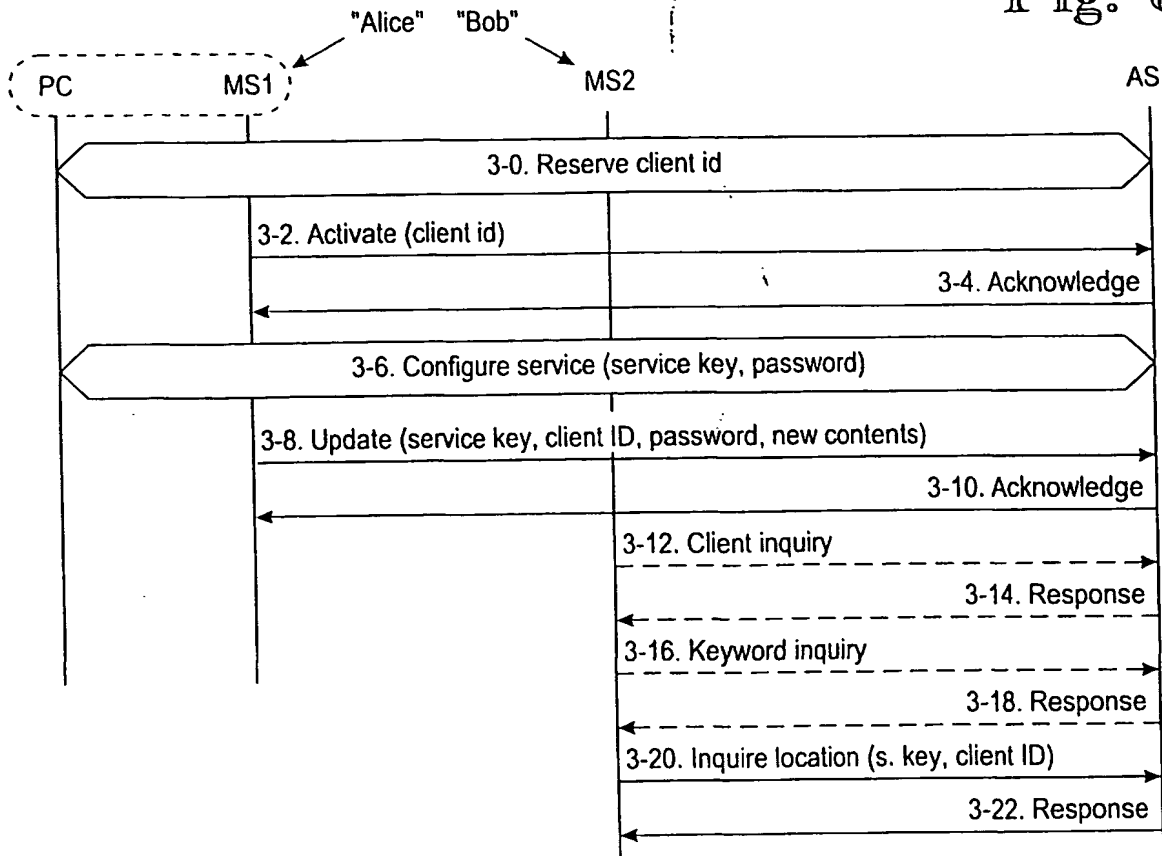 Fig.
"Alice" "Bob"
PC MS1 MS2 AS
3-0. Reserve client id
3-2. Activate (client id)
3-4. Acknowledge
3-6. Configure service (service key, password)
3-8. Update (service key, client ID, password, new contents)
3-10. Acknowledge
3-12. Client inquiry
3-14. Response
3-16. Keyword inquiry
3-18. Response
3-20. Inquire location (s. key, client ID)
3-22. Response